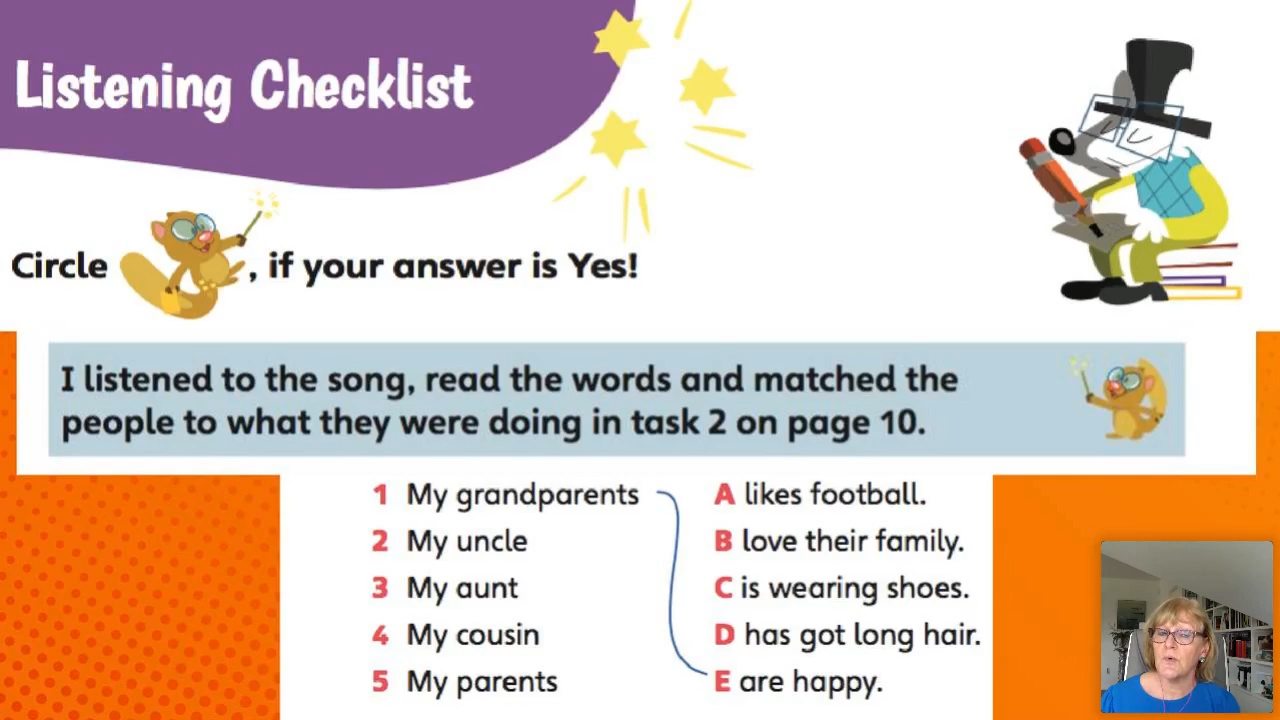 Listening Checklist
Circle , if your answer is Yes!
I listened to the song, read the words and matched the
people to what they were doing in task 2 on page 10.
1 My grandparents
2 My uncle
3 My aunt
4 My cousin
5 My parents
A likes football.
B love their family.
C is wearing shoes.
D has got long hair.
E are happy.